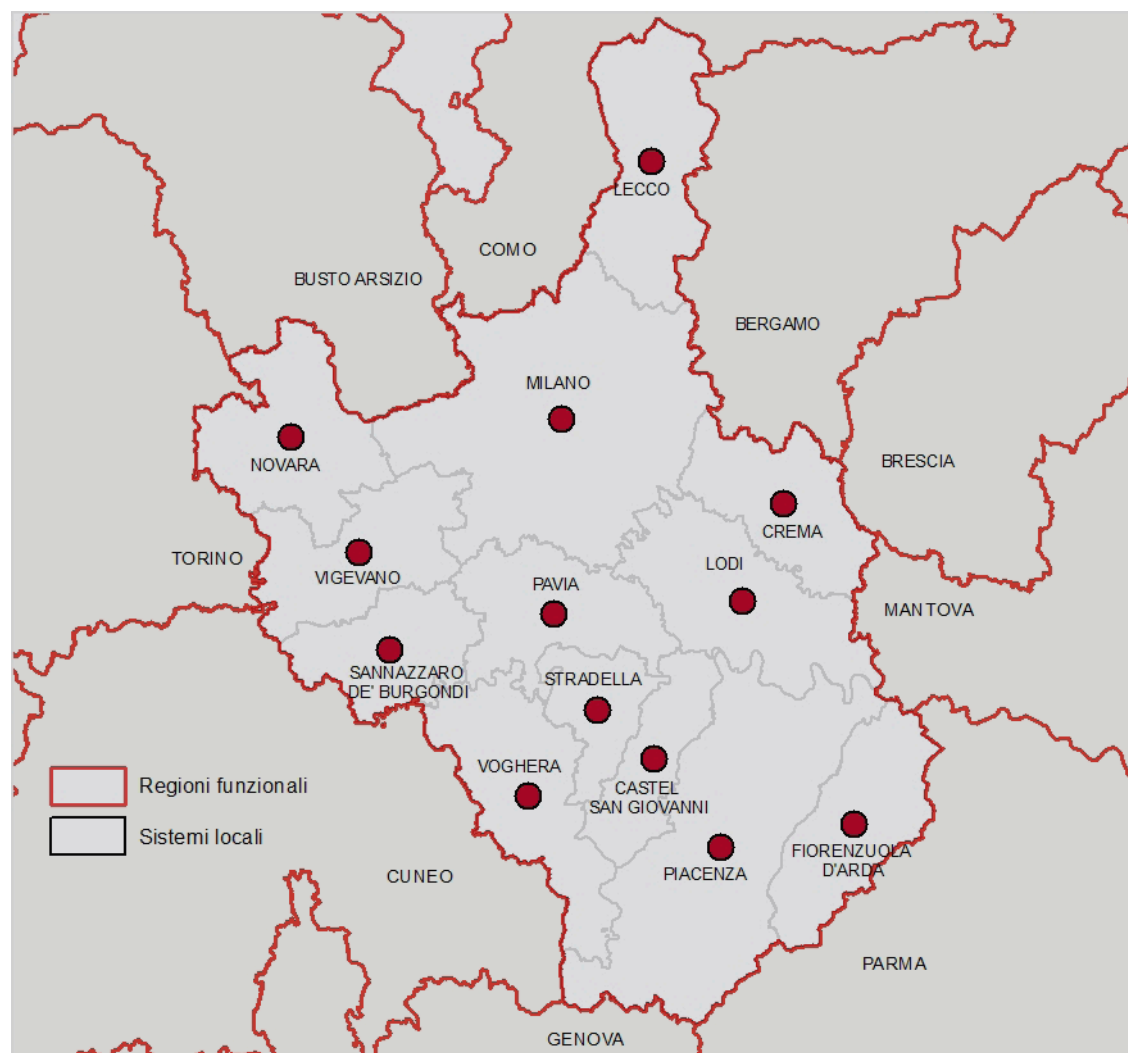 LECCO
COMO
BUSTO ARSIZIO
BERGAMO
MILANO
NOVARA
BRESCIA
CREMA
TORINO
VIGEVANO
PAVIA
LODI
MANTOVA
SANNAZZARO
DE' BURGONDI
STRADELLA
VOGHERA
CASTEL
SAN GIOVANNI
Regioni funzionali
Sistemi locali
FIORENZUOLA
D'ARDA
PIACENZA
CUNEO
PARMA
GENOVA